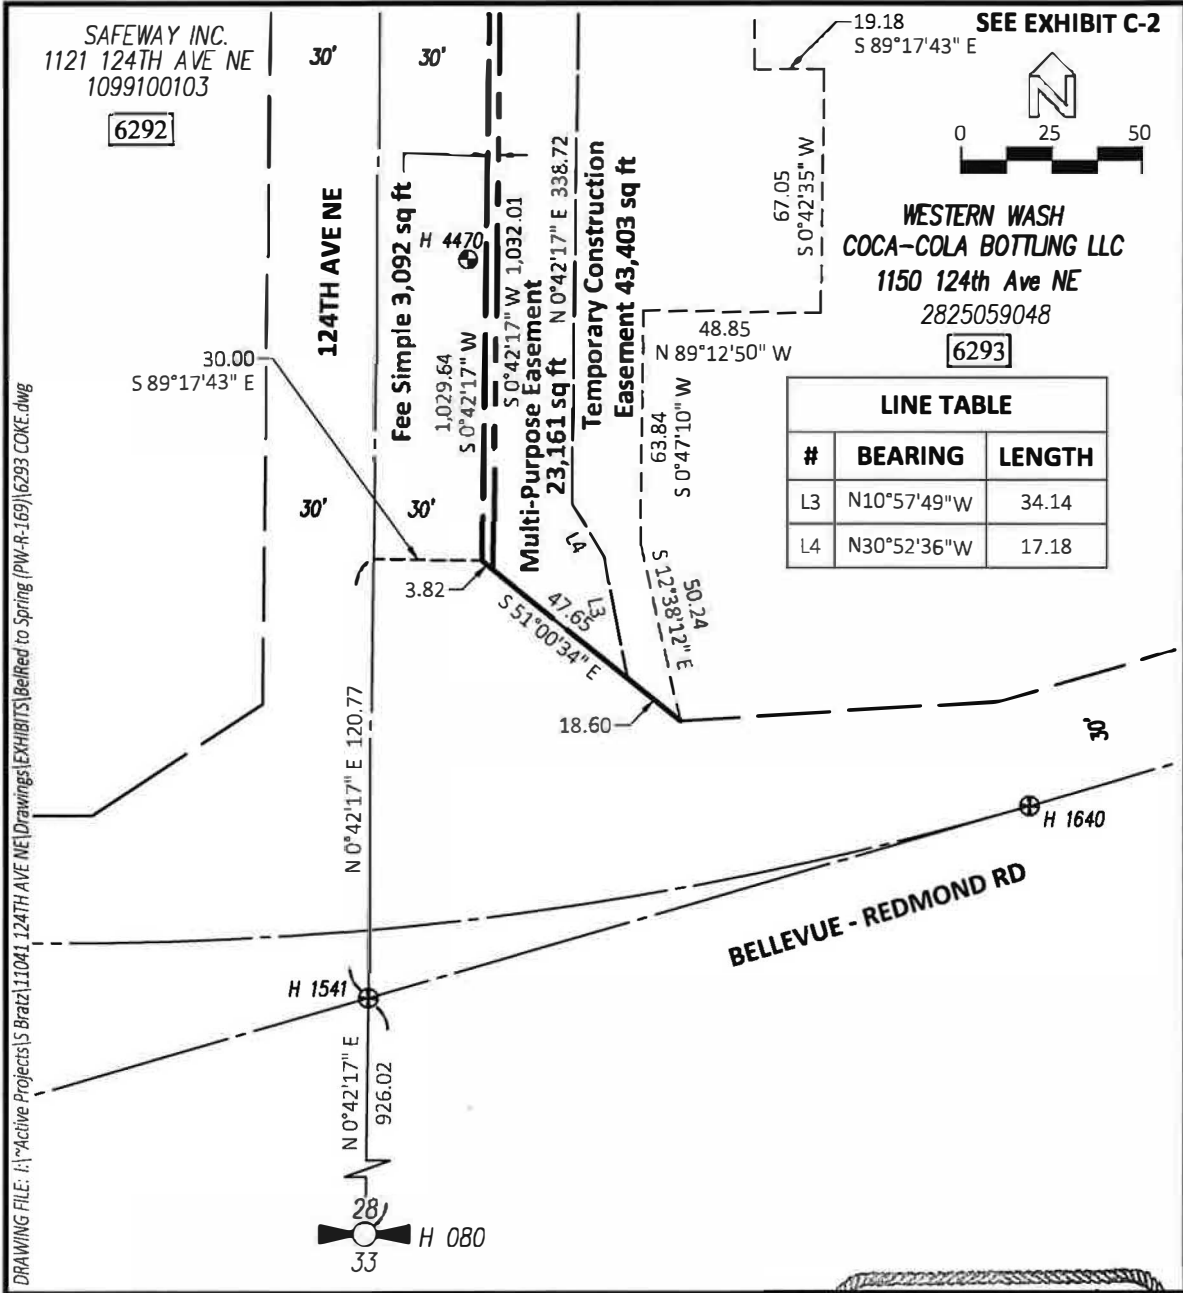 SAFEWAY INC.
1121 124TH AVE NE
1099100103
6292
30'
30'
19.18
S 89°17'43" E
SEE EXHIBIT C-2
N
0 25 50
WESTERN WASH
COCA-COLA BOTTLING LLC
1150 124th Ave NE
2825059048
6293
124TH AVE NE
Fee Simple 3,092 sq ft
H 4470
1,029.64
S 0°42'17" W
S 0°42'17" W 1,032.01
Multi-Purpose Easement
23,161 sq ft
N 0°42'17" E 338.72
Temporary Construction
Easement 43,403 sq ft
67.05
S 0°42'35" W
48.85
N 89°12'50" W
63.84
S 0°47'10" W
30.00
S 89°17'43" E
30'
30'
LINE TABLE
# BEARING LENGTH
L3 N10°57'49"W 34.14
L4 N30°52'36"W 17.18
L4
L3
3.82
47.65
S 51°00'34" E
50.24
S 12°38'12" E
18.60
N 0°42'17" E 120.77
30'
H 1640
BELLEVUE - REDMOND RD
H 1541
N 0°42'17" E
926.02
28
33
H 080
DRAWING FILE: I:\~Active Projects\S Bratz\11041 124TH AVE NE\Drawings\EXHIBITS\BelRed to Spring (PW-R-169)\6293 COKE.dwg